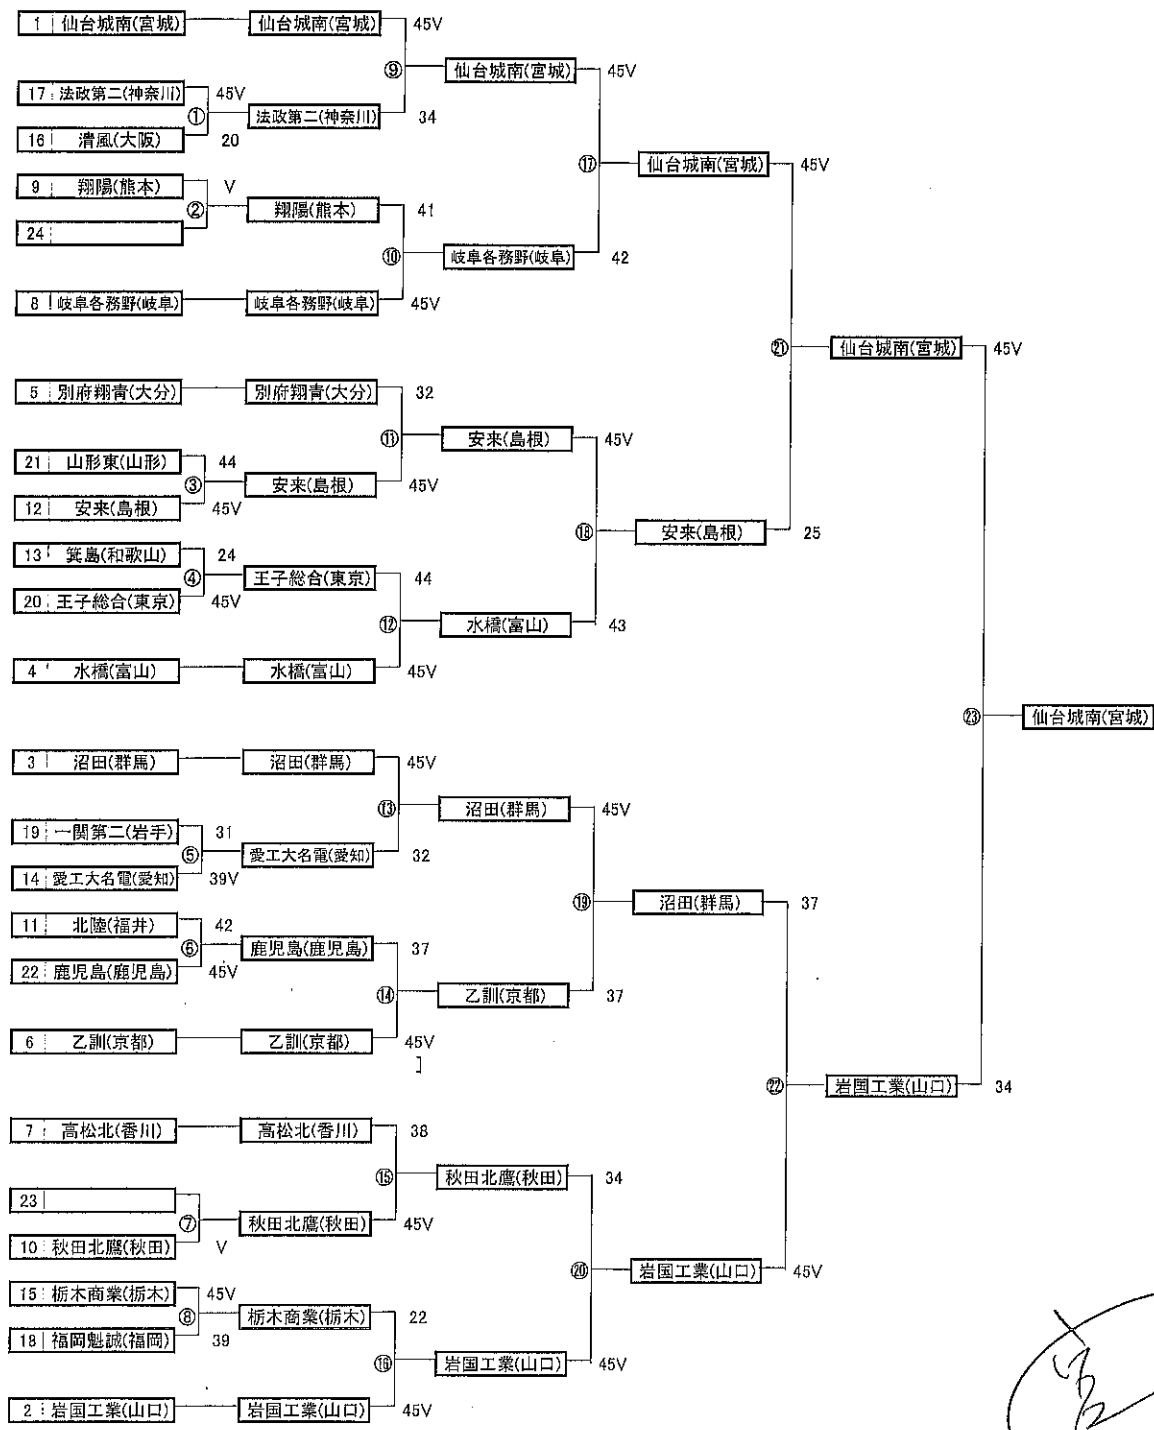 1 仙台城南(宮城) 仙台城南(宮城) 45V
⑨ 仙台城南(宮城) 45V
17 法政第二(神奈川) 45V
① 法政第二(神奈川) 34
16 清風(大阪) 20
⑰ 仙台城南(宮城) 45V
9 翔陽(熊本) V
② 翔陽(熊本) 41
24
⑩ 岐阜各務野(岐阜) 42
8 岐阜各務野(岐阜) 岐阜各務野(岐阜) 45V
㉑ 仙台城南(宮城) 45V
5 別府翔青(大分) 別府翔青(大分) 32
⑪ 安来(島根) 45V
21 山形東(山形) 44
③ 安来(島根) 45V
12 安来(島根) 45V
⑱ 安来(島根) 25
13 箕島(和歌山) 24
④ 王子総合(東京) 44
20 王子総合(東京) 45V
⑫ 水橋(富山) 43
4 水橋(富山) 水橋(富山) 45V
㉓ 仙台城南(宮城)
3 沼田(群馬) 沼田(群馬) 45V
⑬ 沼田(群馬) 45V
19 一関第二(岩手) 31
⑤ 愛工大名電(愛知) 32
14 愛工大名電(愛知) 39V
⑲ 沼田(群馬) 37
11 北陸(福井) 42
⑥ 鹿児島(鹿児島) 37
22 鹿児島(鹿児島) 45V
⑭ 乙訓(京都) 37
6 乙訓(京都) 乙訓(京都) 45V
㉒ 岩国工業(山口) 34
7 高松北(香川) 高松北(香川) 38
⑮ 秋田北鷹(秋田) 34
23
⑦ 秋田北鷹(秋田) 45V
10 秋田北鷹(秋田) V
⑳ 岩国工業(山口) 45V
15 栃木商業(栃木) 45V
⑧ 栃木商業(栃木) 22
18 福岡魁誠(福岡) 39
⑯ 岩国工業(山口) 45V
2 岩国工業(山口) 岩国工業(山口) 45V